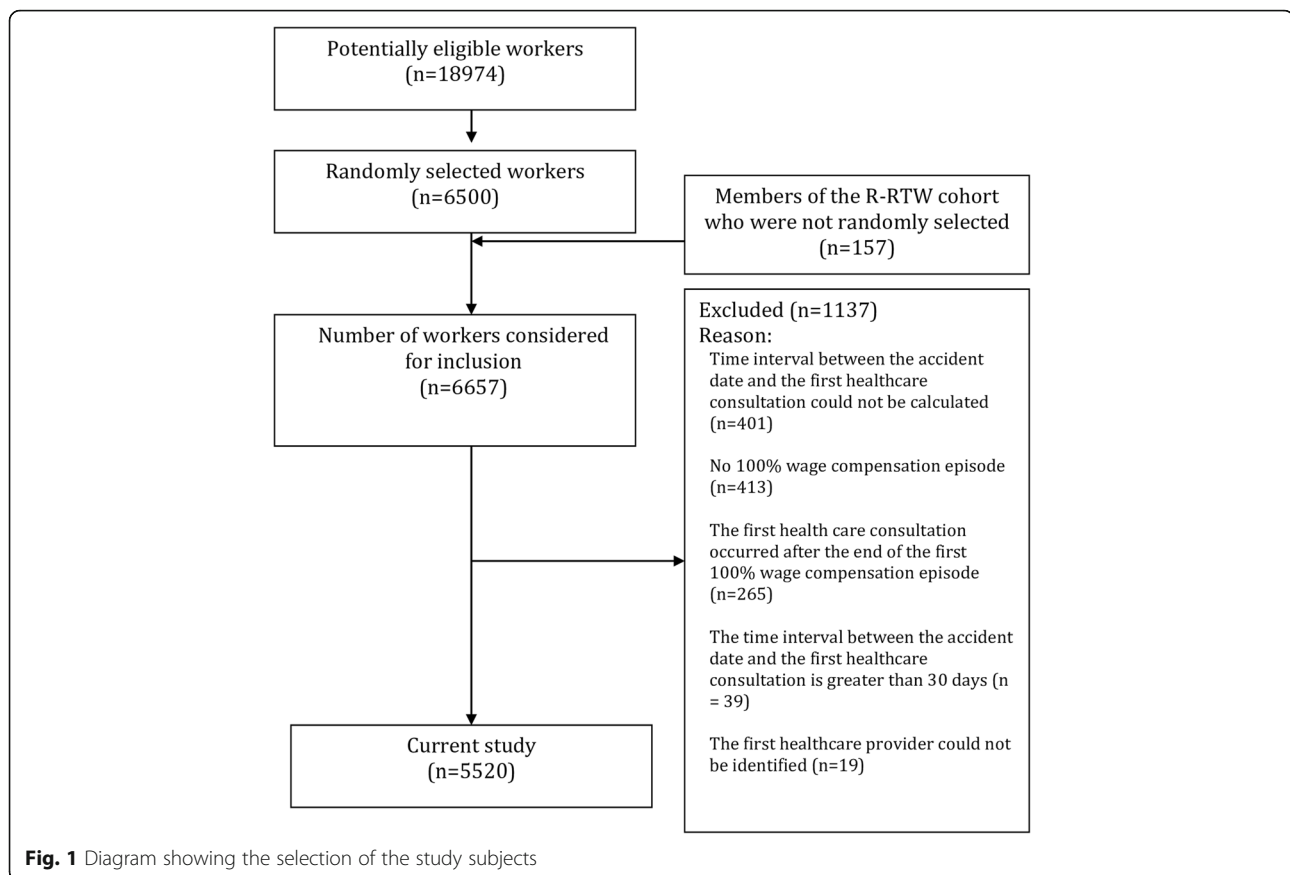 Potentially eligible workers
(n=18974)
Randomly selected workers
(n=6500)
Members of the R-RTW cohort
who were not randomly selected
(n=157)
Number of workers considered
for inclusion
(n=6657)
Excluded (n=1137)
Reason:
Time interval between the accident
date and the first healthcare
consultation could not be calculated
(n=401)
No 100% wage compensation episode
(n=413)
The first health care consultation
occurred after the end of the first
100% wage compensation episode
(n=265)
The time interval between the accident
date and the first healthcare
consultation is greater than 30 days (n
= 39)
The first healthcare provider could not
be identified (n=19)
Current study
(n=5520)
Fig. 1 Diagram showing the selection of the study subjects